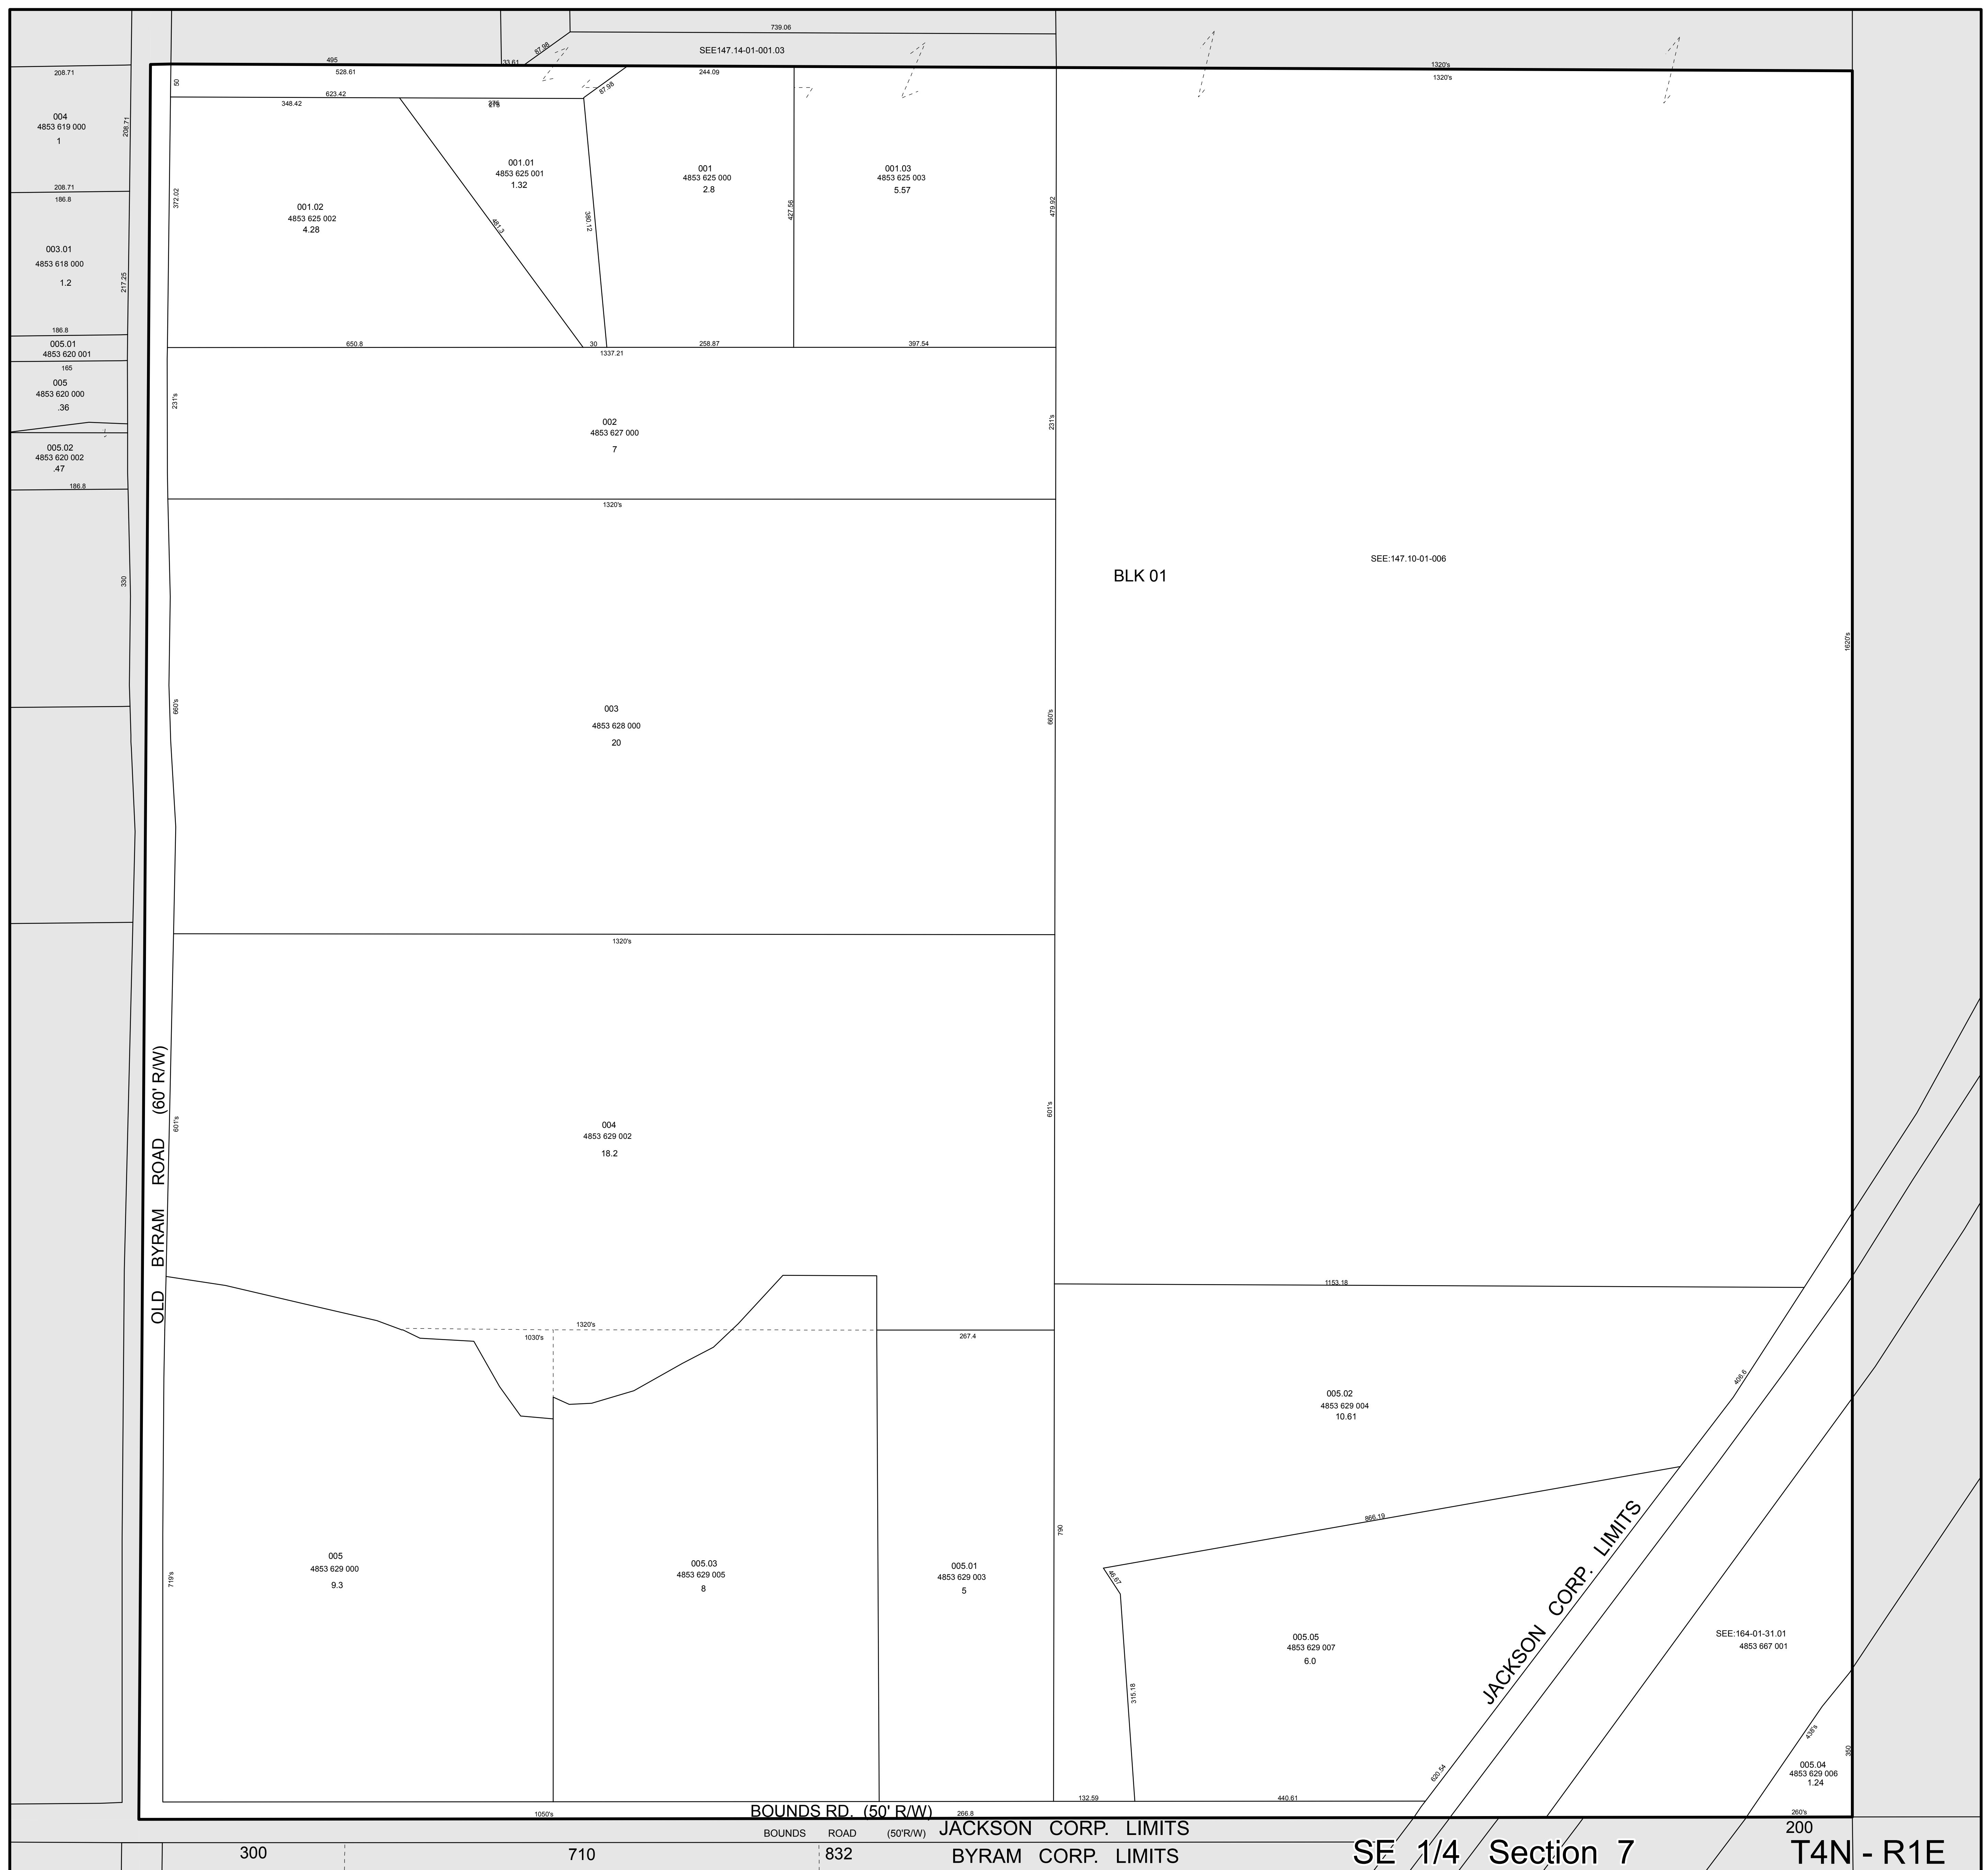 739.06
87.98
SEE147.14-01-001.03
495
33.61
1320's
208.71
528.61
244.09
1320's
50
87.98
623.42
348.42
004
4853 619 000
1
208.71
001.01
4853 625 001
1.32
001
4853 625 000
2.8
001.03
4853 625 003
5.57
208.71
186.8
372.02
001.02
4853 625 002
4.28
481.3
380.12
427.56
479.92
003.01
4853 618 000
1.2
217.25
186.8
005.01
4853 620 001
650.8
30
258.87
397.54
1337.21
165
005
4853 620 000
.36
231's
231's
002
4853 627 000
7
005.02
4853 620 002
.47
186.8
1320's
SEE:147.10-01-006
BLK 01
330
1620's
660's
660's
003
4853 628 000
20
1320's
OLD BYRAM ROAD (60' R/W)
601's
601's
004
4853 629 002
18.2
1153.18
1320's
1030's
267.4
406.6
005.02
4853 629 004
10.61
866.19
790
719's
005
4853 629 000
9.3
005.03
4853 629 005
8
005.01
4853 629 003
5
46.67
JACKSON CORP. LIMITS
005.05
4853 629 007
6.0
315.18
SEE:164-01-31.01
4853 667 001
438's
350
005.04
4853 629 006
1.24
620.54
132.59
440.61
1050's
BOUNDS RD. (50' R/W)
266.8
260's
BOUNDS ROAD (50'R/W)
JACKSON CORP. LIMITS
200
300
710
832
BYRAM CORP. LIMITS
SE 1/4 Section 7
T4N - R1E